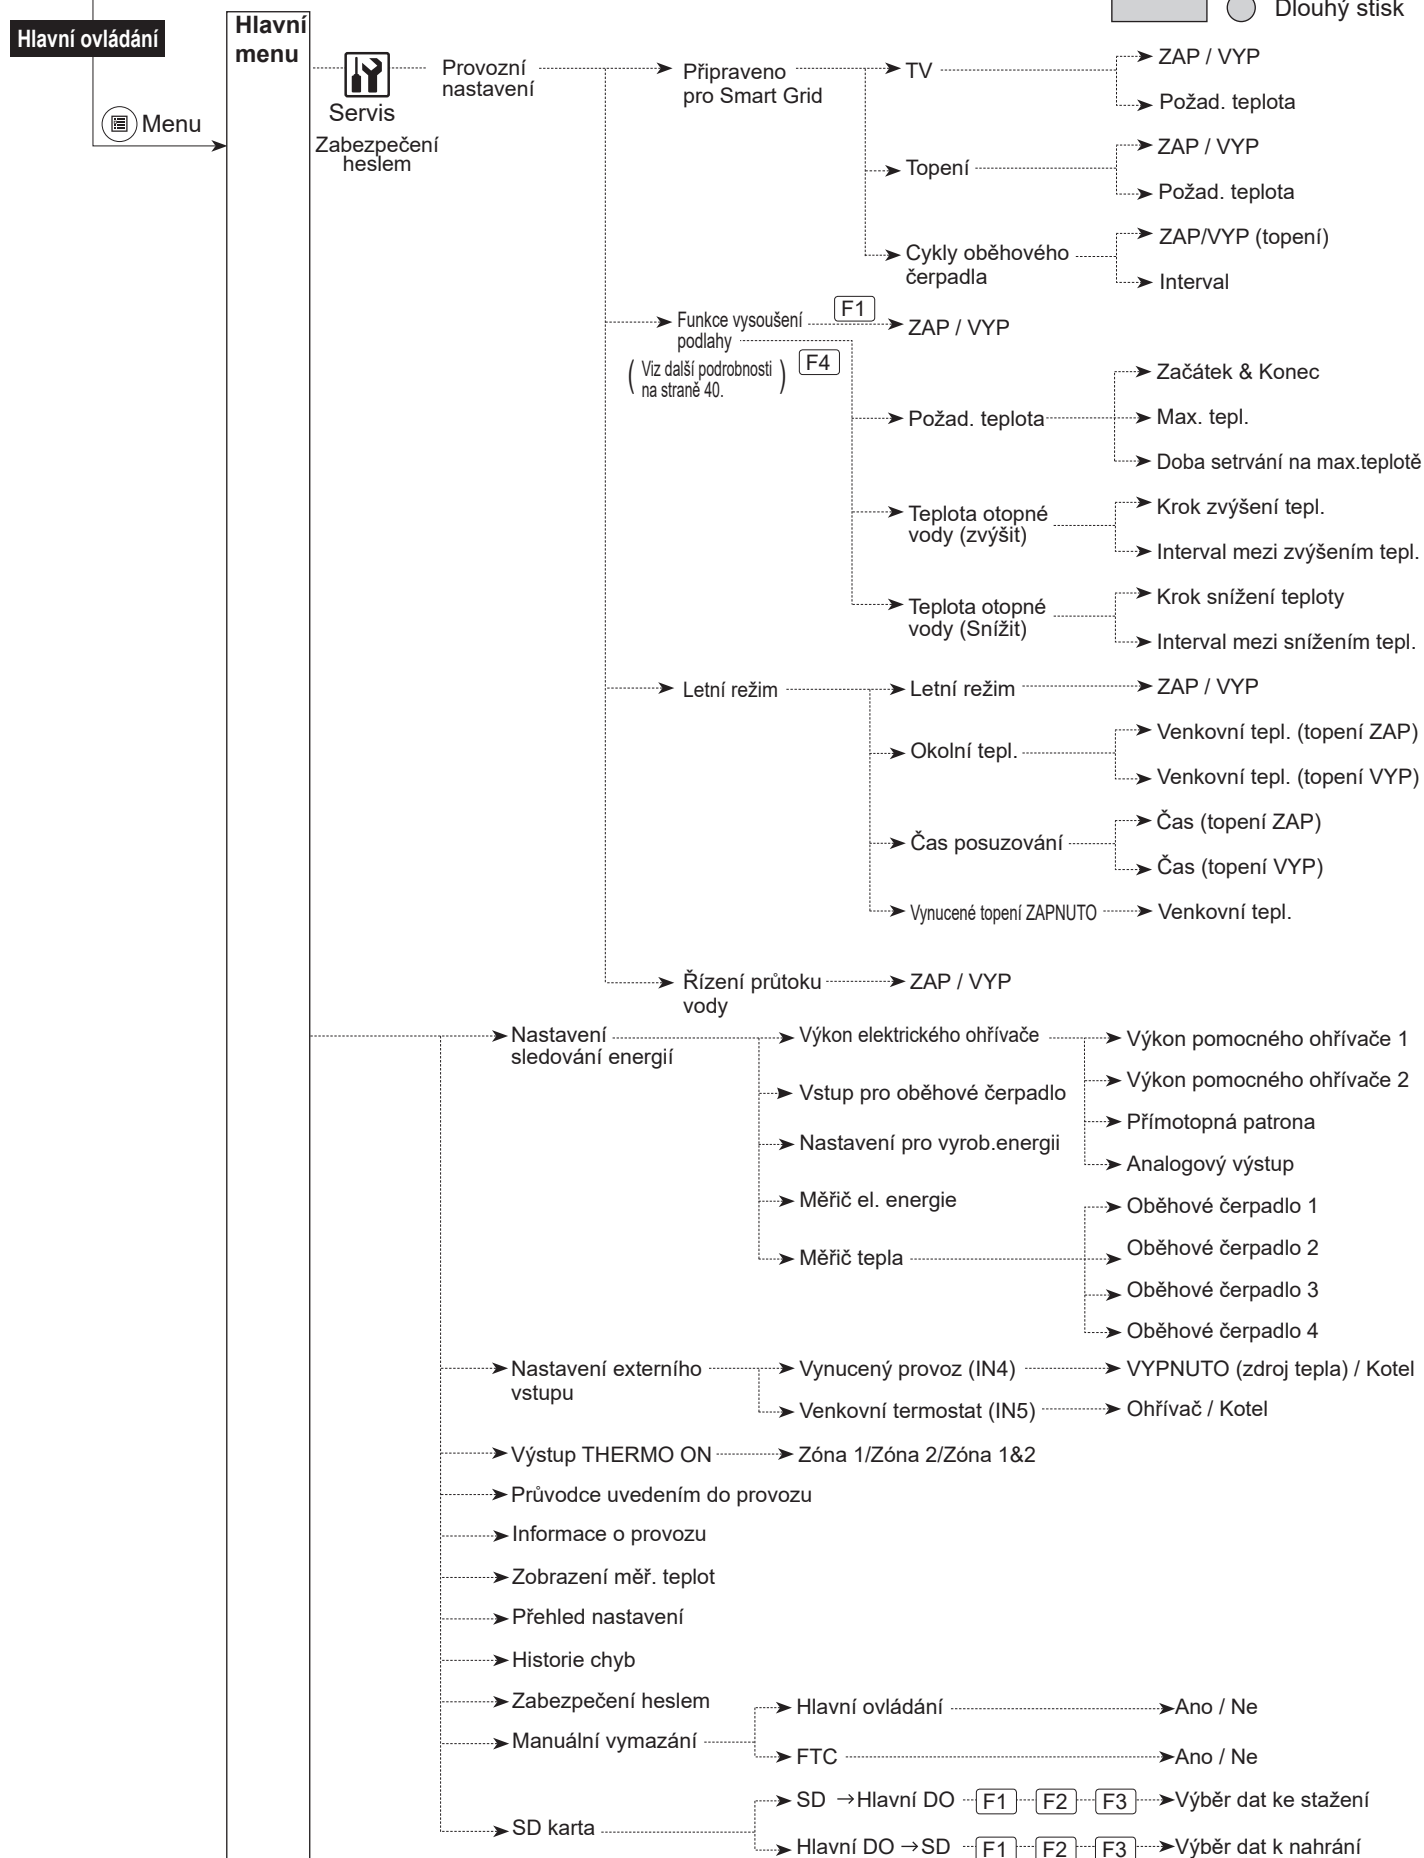 Dlouhý stisk
Hlavní ovládání
Hlavní
menu
Menu
Servis
Zabezpečení
heslem
Provozní
nastavení
Připraveno
pro Smart Grid
TV
ZAP / VYP
Požad. teplota
Topení
ZAP / VYP
Požad. teplota
Cykly oběhového
čerpadla
ZAP/VYP (topení)
Interval
Funkce vysoušení
podlahy
( Viz další podrobnosti
na straně 40. )
F1
ZAP / VYP
F4
Požad. teplota
Začátek & Konec
Max. tepl.
Doba setrvání na max.teplotě
Teplota otopné
vody (zvýšit)
Krok zvýšení tepl.
Interval mezi zvýšením tepl.
Teplota otopné
vody (Snížit)
Krok snížení teploty
Interval mezi snížením tepl.
Letní režim
Letní režim
ZAP / VYP
Okolní tepl.
Venkovní tepl. (topení ZAP)
Venkovní tepl. (topení VYP)
Čas posuzování
Čas (topení ZAP)
Čas (topení VYP)
Vynucené topení ZAPNUTO
Venkovní tepl.
Řízení průtoku
vody
ZAP / VYP
Nastavení
sledování energií
Výkon elektrického ohřívače
Výkon pomocného ohřívače 1
Výkon pomocného ohřívače 2
Přímotopná patrona
Analogový výstup
Vstup pro oběhové čerpadlo
Nastavení pro vyrob.energii
Měřič el. energie
Měřič tepla
Oběhové čerpadlo 1
Oběhové čerpadlo 2
Oběhové čerpadlo 3
Oběhové čerpadlo 4
Nastavení externího
vstupu
Vynucený provoz (IN4)
VYPNUTO (zdroj tepla) / Kotel
Venkovní termostat (IN5)
Ohřívač / Kotel
Výstup THERMO ON
Zóna 1/Zóna 2/Zóna 1&2
Průvodce uvedením do provozu
Informace o provozu
Zobrazení měř. teplot
Přehled nastavení
Historie chyb
Zabezpečení heslem
Manuální vymazání
Hlavní ovládání
Ano / Ne
FTC
Ano / Ne
SD karta
SD →Hlavní DO F1 F2 F3 Výběr dat ke stažení
Hlavní DO →SD F1 F2 F3 Výběr dat k nahrání